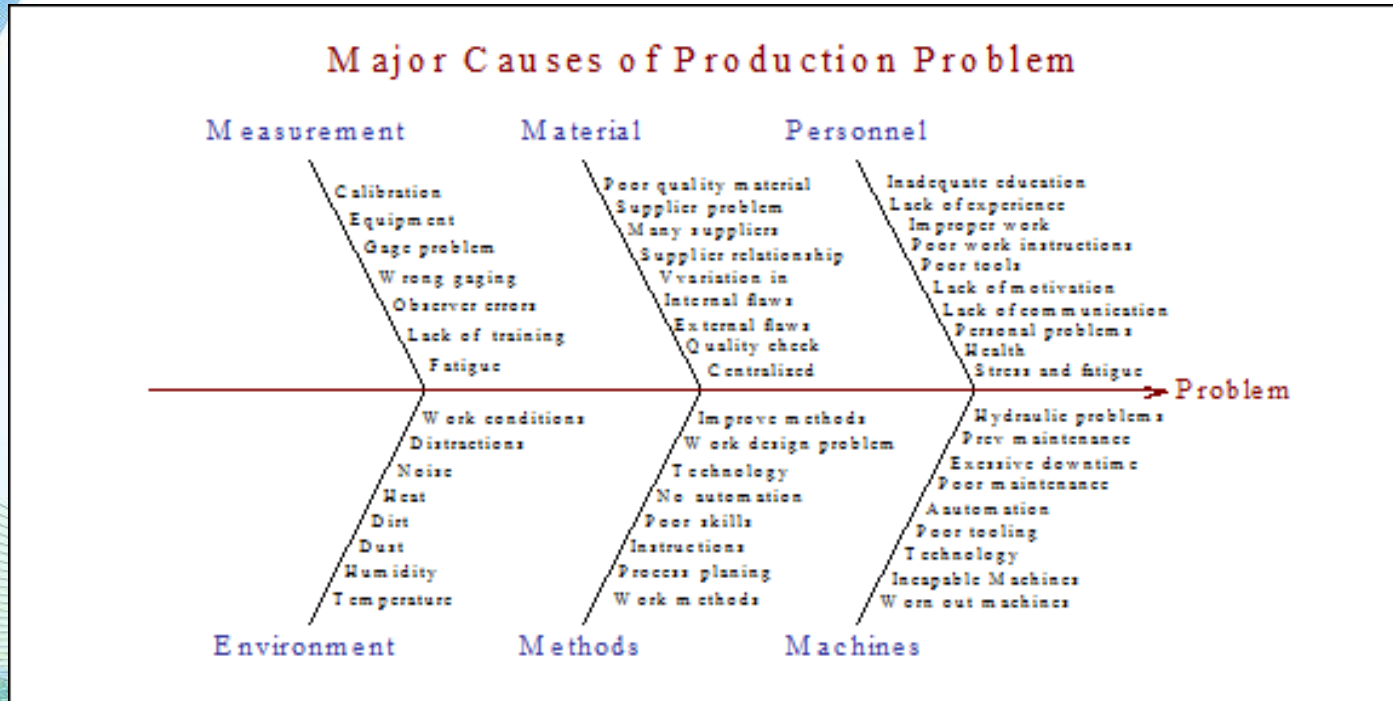 Major Causes of Production Problem
Measurement
Material
Personnel
Calibration
Equipment
Gage problem
Wrong gaging
Observer errors
Lack of training
Fatigue
Poor quality material
Supplier problem
Many suppliers
Supplier relationship
Vvariation in
Internal flaws
External flaws
Quality check
Centralized
Inadequate education
Lack of experience
Improper work
Poor work instructions
Poor tools
Lack of motivation
Lack of communication
Personal problems
Health
Stress and fatigue
Problem
Work conditions
Distractions
Noise
Heat
Dirt
Dust
Humidity
Temperature
Improve methods
Work design problem
Technology
No automation
Poor skills
Instructions
Process planing
Work methods
Hydraulic problems
Prev maintenance
Exessive downtime
Poor maintenance
Aautomation
Poor tooling
Technology
Incapable Machines
Worn out machines
Environment
Methods
Machines